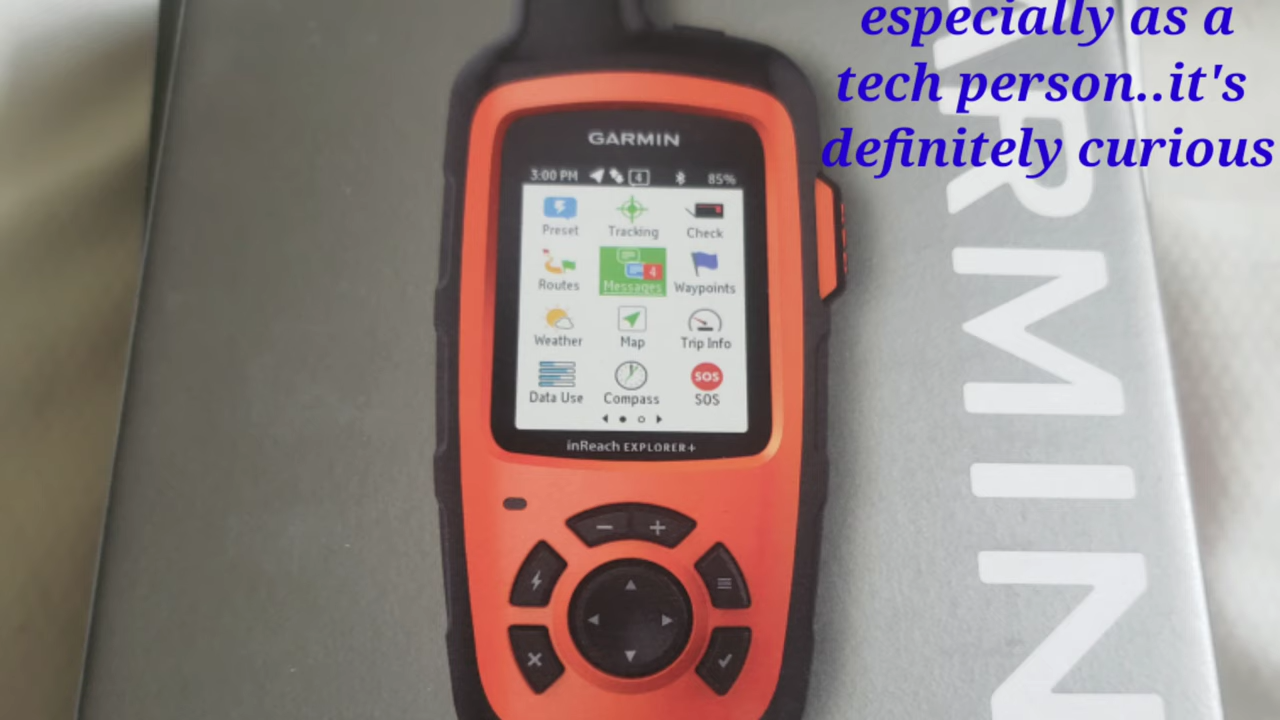 especially as a
tech person..it's
definitely curious
GARMIN
3:00 PM 4 85%
Preset Tracking Check
Routes Messages 4 Waypoints
Weather Map Trip Info
Data Use Compass SOS SOS
inReach EXPLORER+
ARMIN